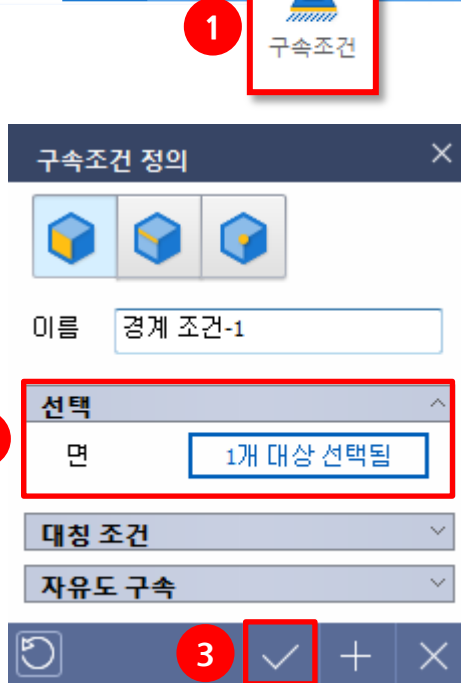 1
구속조건
구속조건 정의
이름 경계 조건-1
선택
면 1개 대상 선택됨
대칭 조건
자유도 구속
3